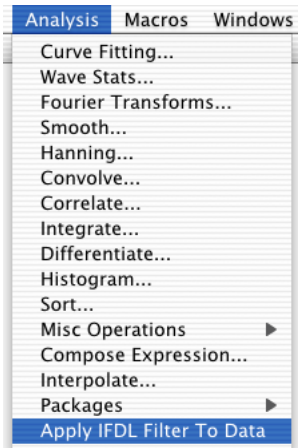 Analysis Macros Windows
Curve Fitting...
Wave Stats...
Fourier Transforms...
Smooth...
Hanning...
Convolve...
Correlate...
Integrate...
Differentiate...
Histogram...
Sort...
Misc Operations
Compose Expression...
Interpolate...
Packages
Apply IFDL Filter To Data